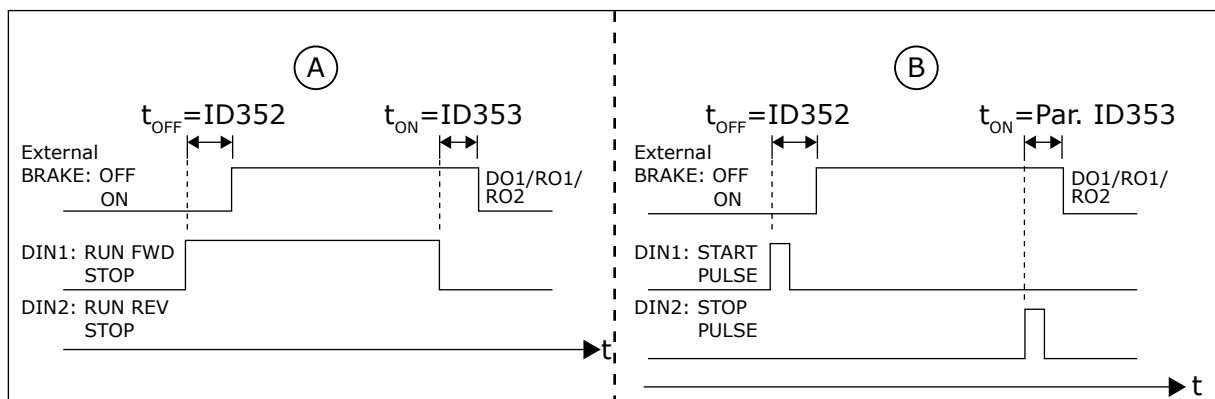 A
t_OFF=ID352
t_ON=ID353
External
BRAKE: OFF
ON
DO1/RO1/
RO2
DIN1: RUN FWD
STOP
DIN2: RUN REV
STOP
t
B
t_OFF=ID352
t_ON=Par. ID353
External
BRAKE: OFF
ON
DO1/RO1/
RO2
DIN1: START
PULSE
DIN2: STOP
PULSE
t